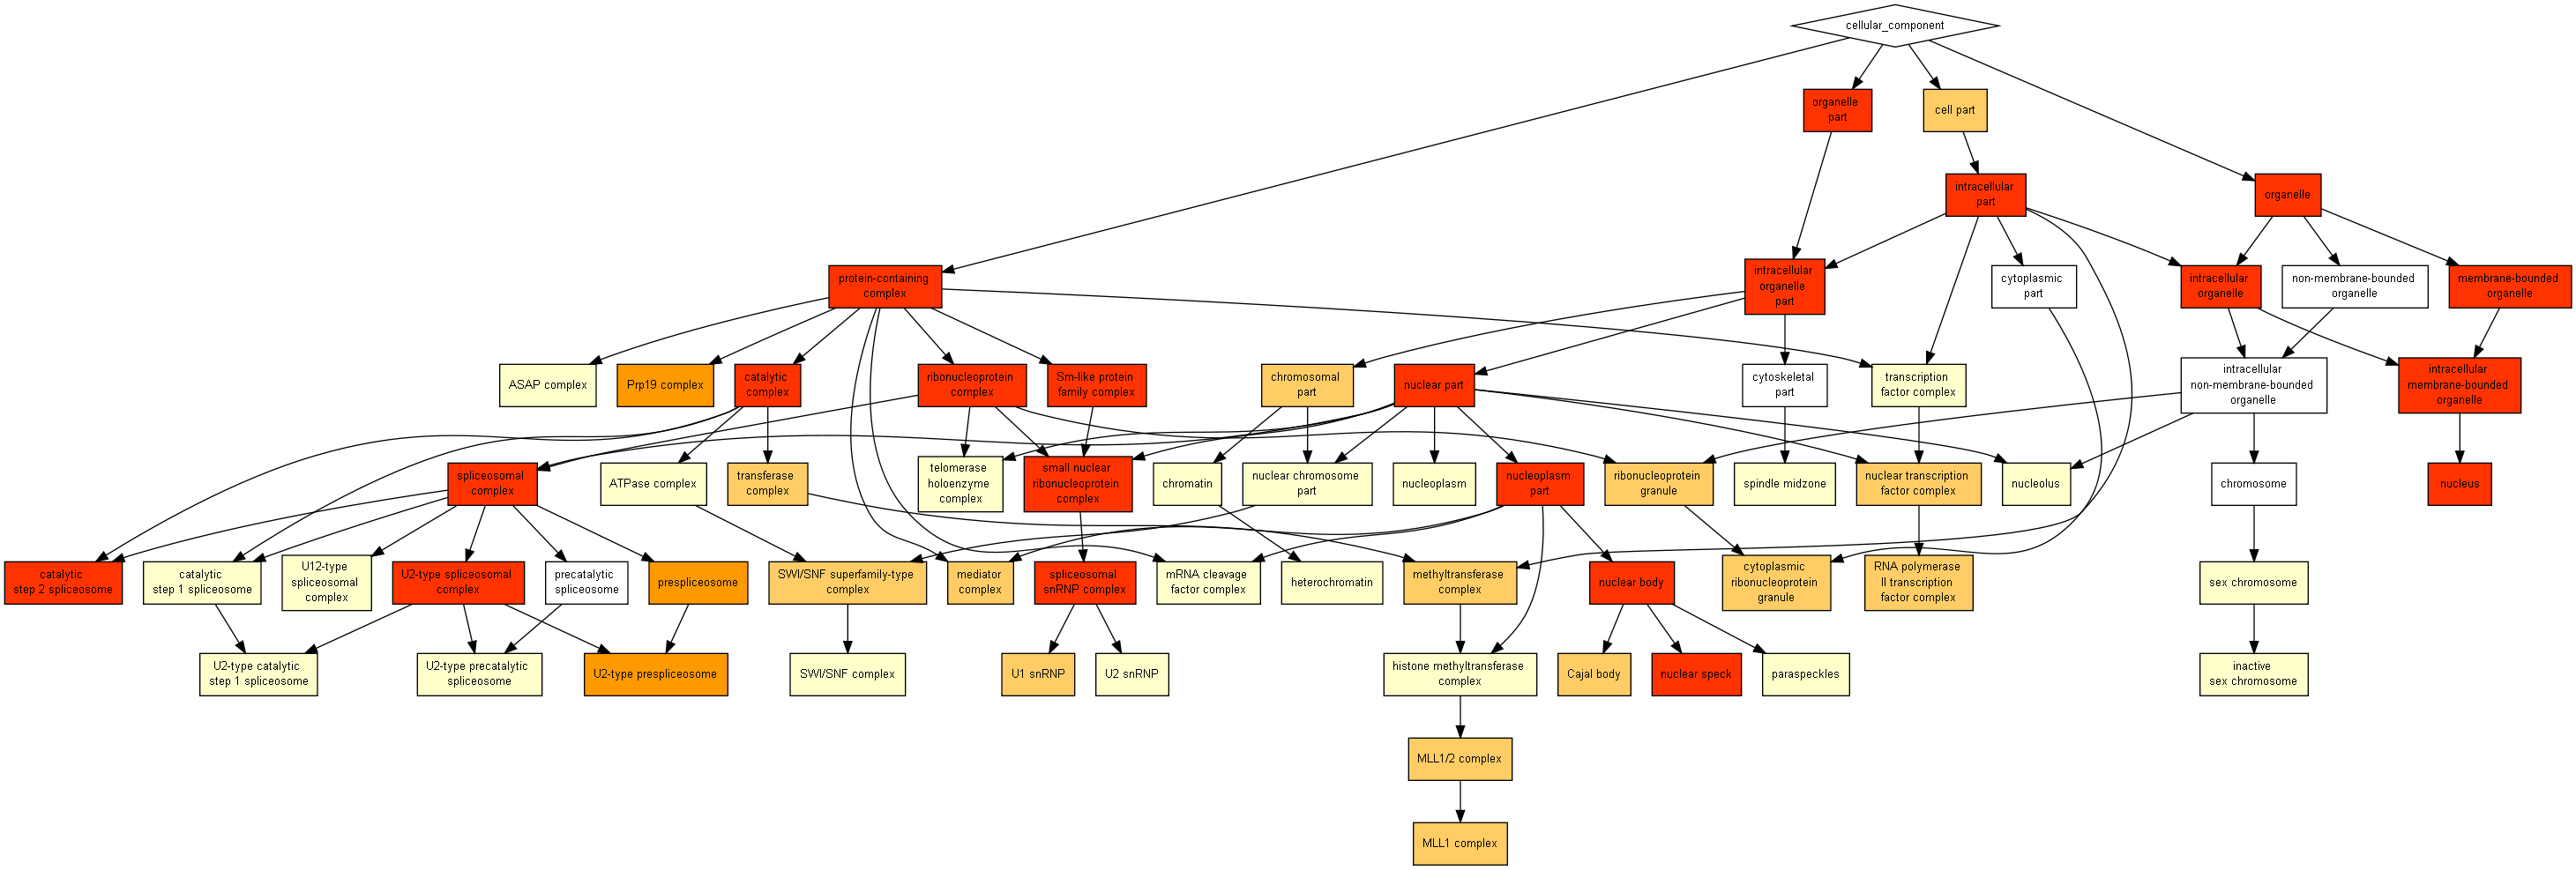 cellular_component
organelle
part
cell part
intracellular
part
organelle
protein-containing
complex
intracellular
organelle
part
cytoplasmic
part
intracellular
organelle
non-membrane-bounded
organelle
membrane-bounded
organelle
ASAP complex
Prp19 complex
catalytic
complex
ribonucleoprotein
complex
Sm-like protein
family complex
chromosomal
part
nuclear part
cytoskeletal
part
transcription
factor complex
intracellular
non-membrane-bounded
organelle
intracellular
membrane-bounded
organelle
spliceosomal
complex
ATPase complex
transferase
complex
telomerase
holoenzyme
complex
small nuclear
ribonucleoprotein
complex
chromatin
nuclear chromosome
part
nucleoplasm
nucleoplasm
part
ribonucleoprotein
granule
spindle midzone
nuclear transcription
factor complex
nucleolus
chromosome
nucleus
catalytic
step 2 spliceosome
catalytic
step 1 spliceosome
U12-type
spliceosomal
complex
U2-type spliceosomal
complex
precatalytic
spliceosome
prespliceosome
SWI/SNF superfamily-type
complex
mediator
complex
spliceosomal
snRNP complex
mRNA cleavage
factor complex
heterochromatin
methyltransferase
complex
nuclear body
cytoplasmic
ribonucleoprotein
granule
RNA polymerase
II transcription
factor complex
sex chromosome
U2-type catalytic
step 1 spliceosome
U2-type precatalytic
spliceosome
U2-type prespliceosome
SWI/SNF complex
U1 snRNP
U2 snRNP
histone methyltransferase
complex
Cajal body
nuclear speck
paraspeckles
inactive
sex chromosome
MLL1/2 complex
MLL1 complex